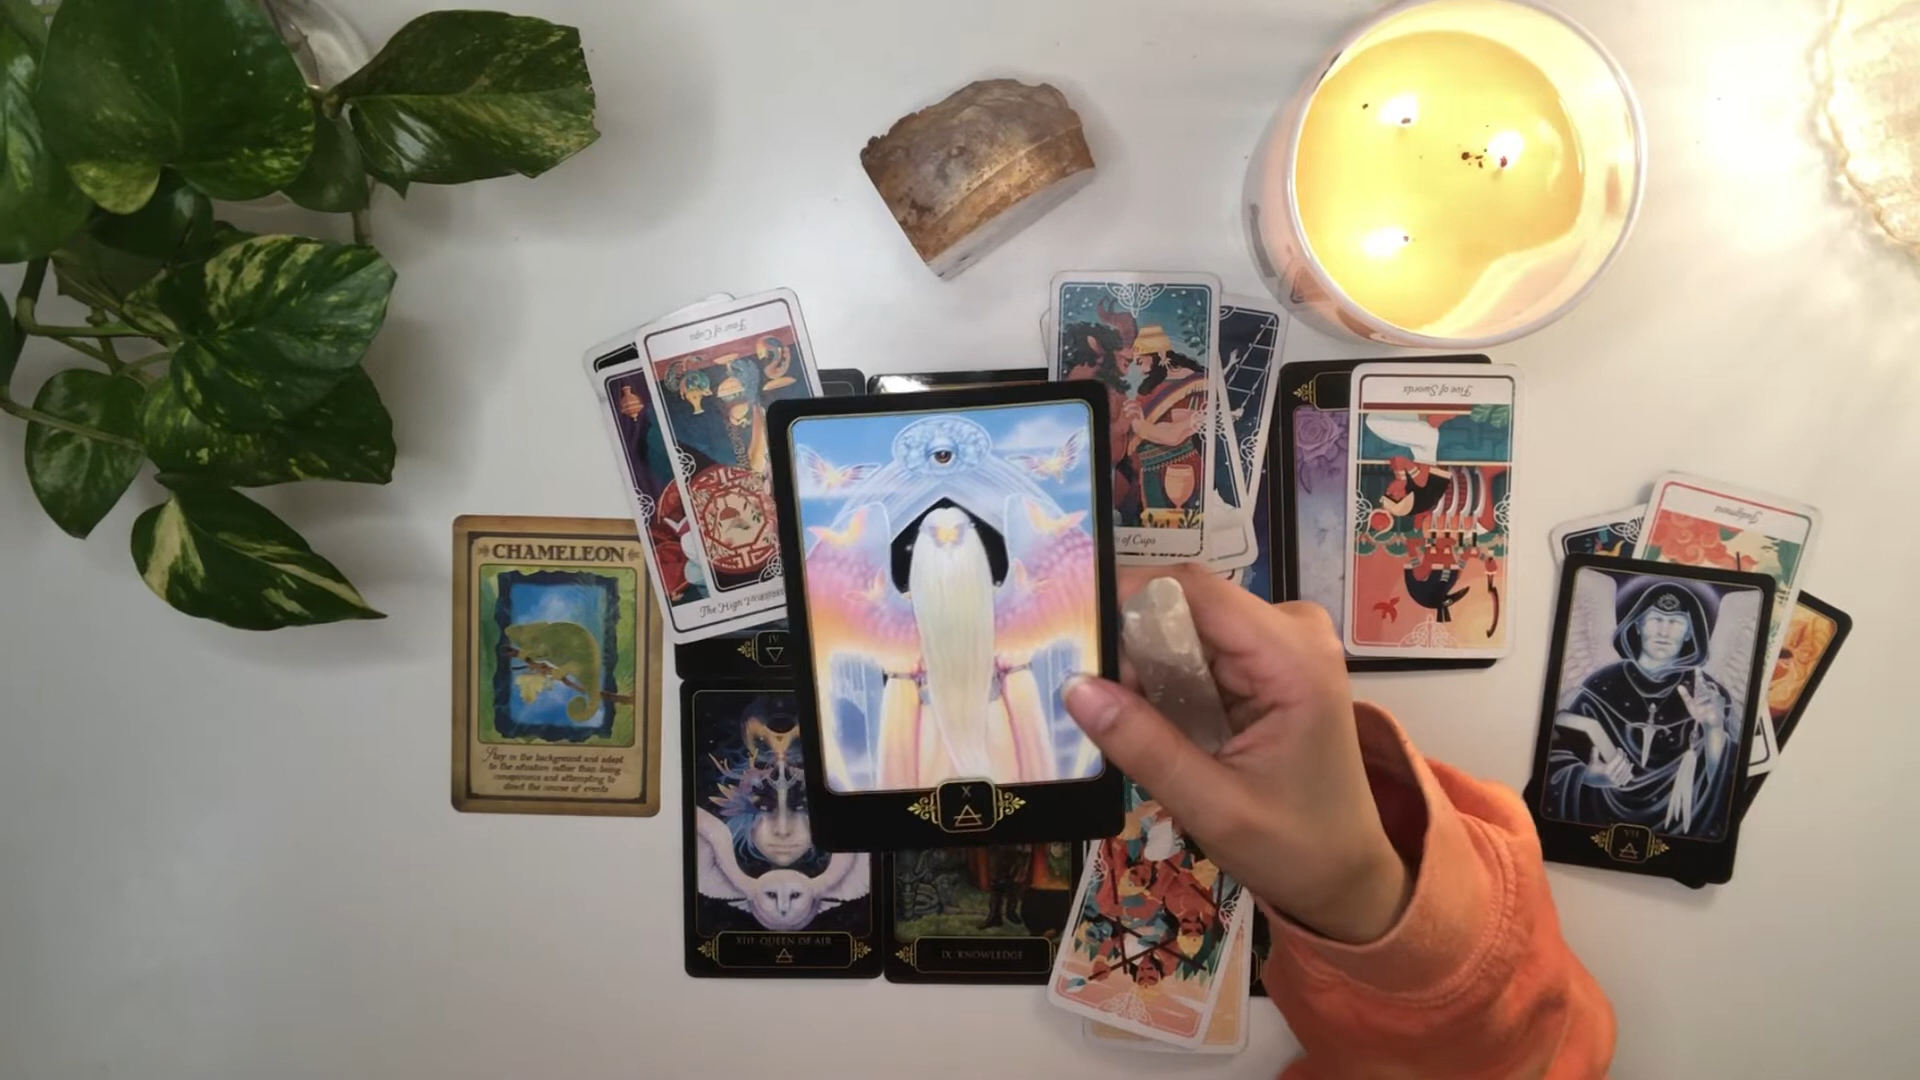 Four of Cups
The High
of Cups
Five of Swords
Judgment
CHAMELEON
Stay in the background and adapt
to the situation rather than being
conspicuous and attempting to
direct the course of events
IV
X
VII
XIII. QUEEN OF AIR
IX. KNOWLEDGE